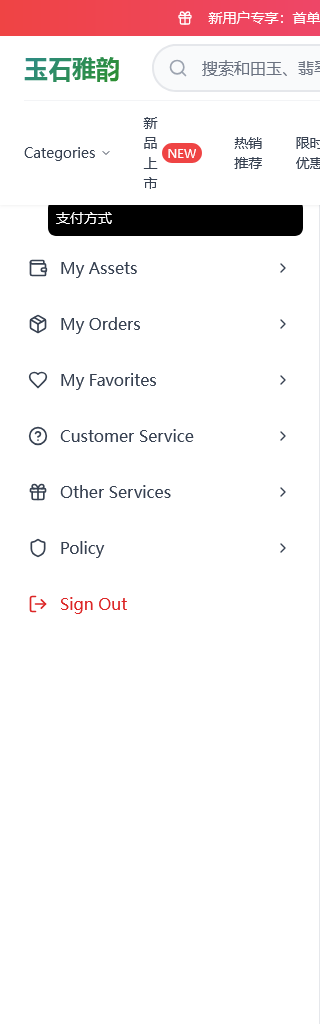 新用户专享：首单
玉石雅韵
搜索和田玉、翡翠
Categories
新品上市
NEW
热销推荐
限时优惠
支付方式
My Assets
My Orders
My Favorites
Customer Service
Other Services
Policy
Sign Out